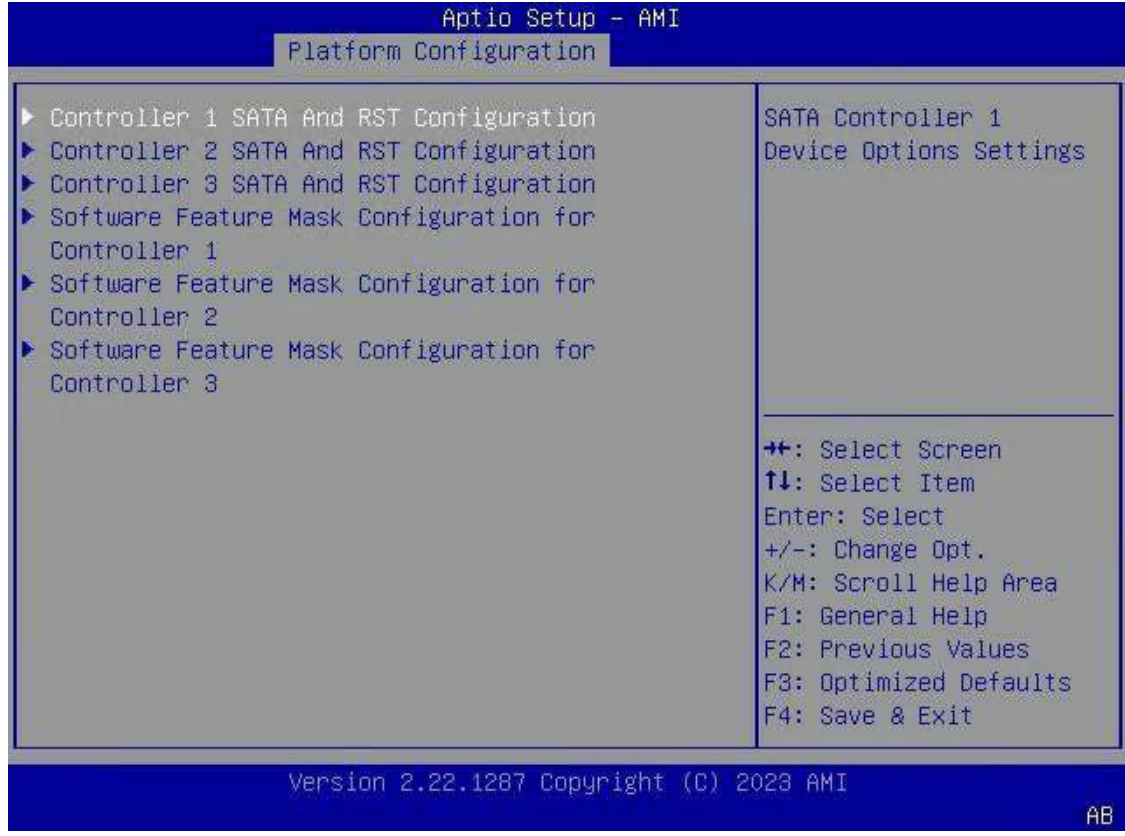 Aptio Setup – AMI
Platform Configuration
▶ Controller 1 SATA And RST Configuration
▶ Controller 2 SATA And RST Configuration
▶ Controller 3 SATA And RST Configuration
▶ Software Feature Mask Configuration for
Controller 1
▶ Software Feature Mask Configuration for
Controller 2
▶ Software Feature Mask Configuration for
Controller 3
SATA Controller 1
Device Options Settings
→←: Select Screen
↑↓: Select Item
Enter: Select
+/-: Change Opt.
K/M: Scroll Help Area
F1: General Help
F2: Previous Values
F3: Optimized Defaults
F4: Save & Exit
Version 2.22.1287 Copyright (C) 2023 AMI
AB